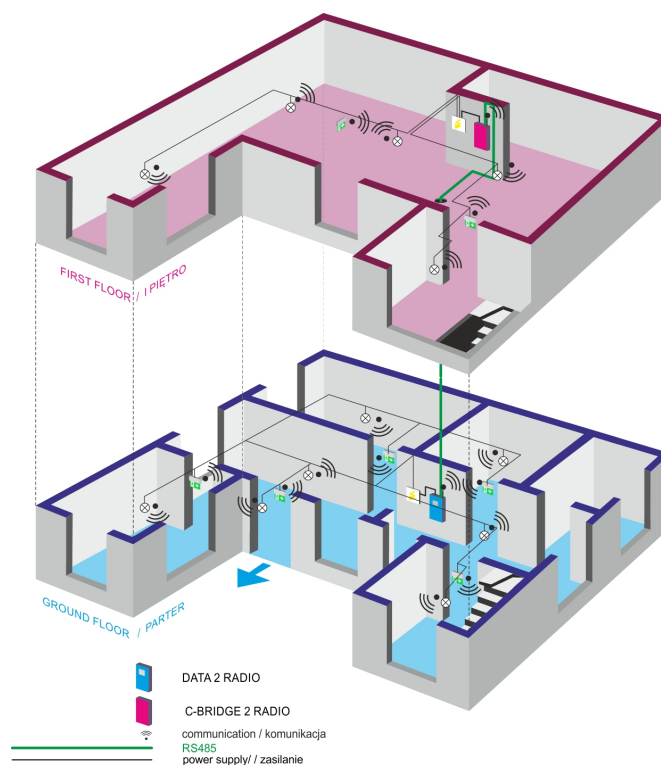 FIRST FLOOR / I PIĘTRO
GROUND FLOOR / PARTER
DATA 2 RADIO
C-BRIDGE 2 RADIO
communication / komunikacja
RS485
power supply/ / zasilanie